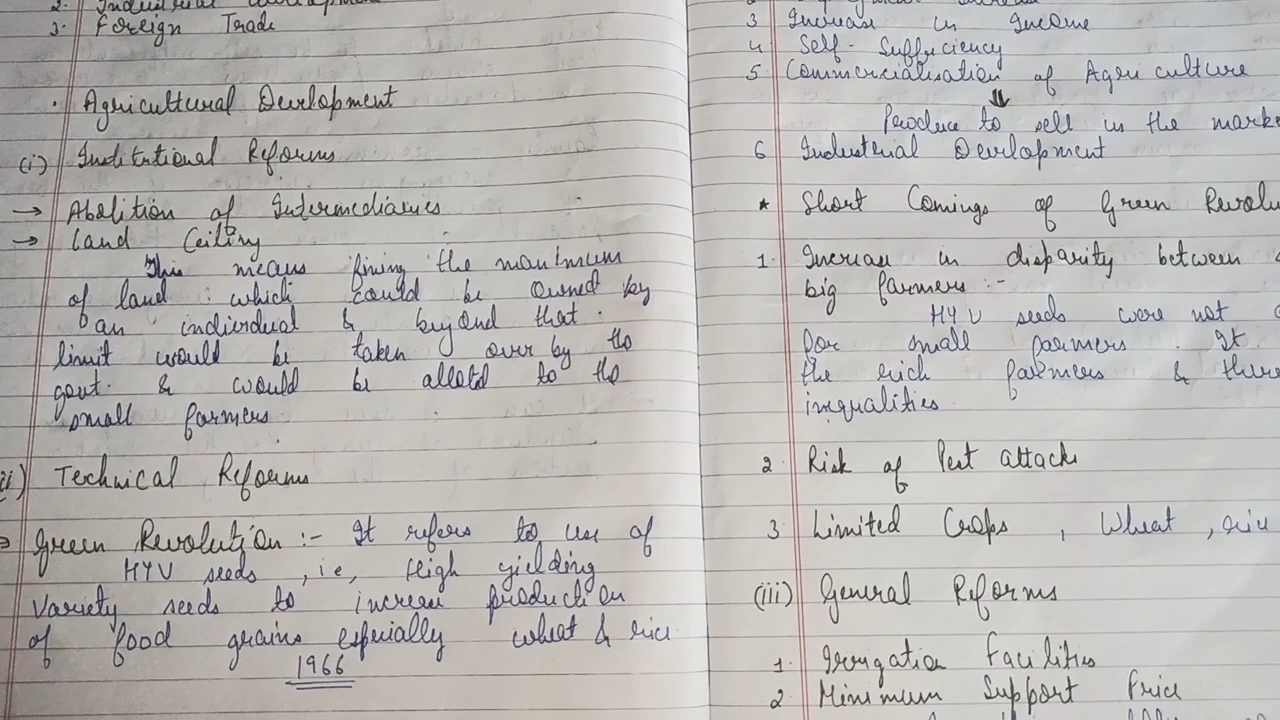 2. Industrial
3. Foreign Trade
· Agricultural Development
(i) Institutional Reforms
→ Abolition of Intermediaries
→ Land Ceiling
This means fixing the maximum
of land which could be owned by
an individual & beyond that
limit would be taken over by the
govt. & would be alloted to the
small farmers
(ii) Technical Reforms
→ Green Revolution :- It refers to use of
HYV seeds , i.e, High yielding
Variety seeds to increase production
of food grains especially wheat & rice
1966
3 Increase in Income
4 Self-Sufficiency
5 Commercialisation of Agriculture
⇓
Produce to sell in the marke
6 Industrial Development
* Short Comings of Green Revolu
1. Increase in disparity between
big farmers :-
HYV seeds were not
for small farmers. It
the rich farmers & there
inequalities.
2 Risk of Pest attack
3. Limited Crops , Wheat , rice
(iii) General Reforms
1. Irrigation Facilities
2 Minimum Support Price